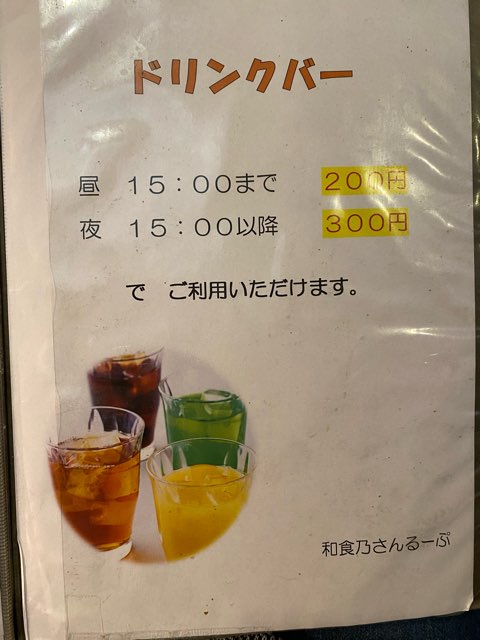 ドリンクバー
昼　１５：００まで　２００円
夜　１５：００以降　３００円
で　ご利用いただけます。
和食乃さんるーぷ